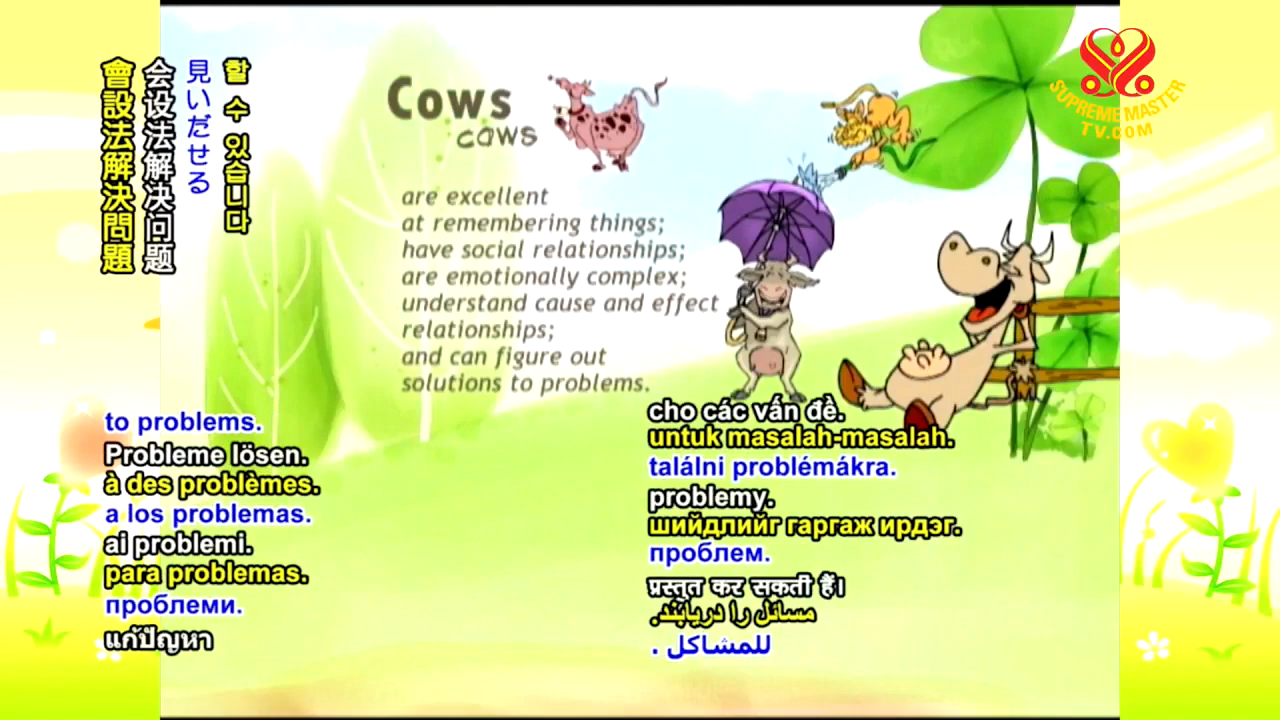 會設法解決問題
会设法解决问题
見いだせる
할 수 있습니다
Cows
cows
are excellent
at remembering things;
have social relationships;
are emotionally complex;
understand cause and effect
relationships;
and can figure out
solutions to problems.
SUPREME MASTER
TV.COM
to problems.
Probleme lösen.
à des problèmes.
a los problemas.
ai problemi.
para problemas.
проблеми.
แก้ปัญหา
cho các vấn đề.
untuk masalah-masalah.
találni problémákra.
problemy.
шийдлийг гаргаж ирдэг.
проблем.
प्रस्तुत कर सकती हैं।
مسائل را دریابند.
للمشاكل .